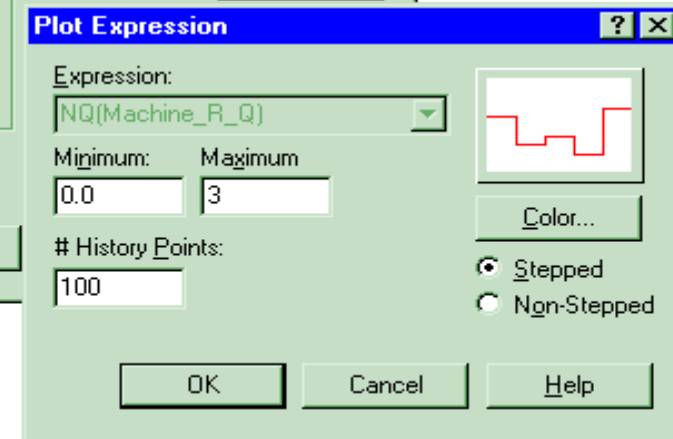 Plot Expression
Expression:
NQ(Machine_R_Q)
Minimum: Maximum
0.0 3
Color...
# History Points:
100
Stepped
Non-Stepped
OK Cancel Help